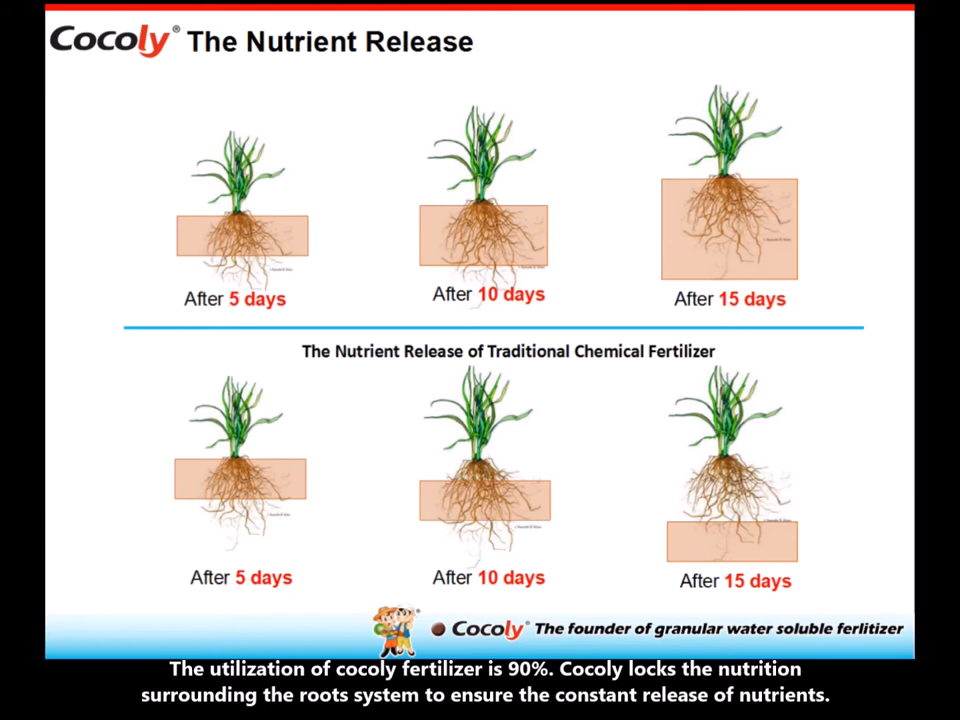 Cocoly® The Nutrient Release
After 5 days
After 10 days
After 15 days
The Nutrient Release of Traditional Chemical Fertilizer
After 5 days
After 10 days
After 15 days
Cocoly® The founder of granular water soluble ferlitizer
The utilization of cocoly fertilizer is 90%. Cocoly locks the nutrition
surrounding the roots system to ensure the constant release of nutrients.